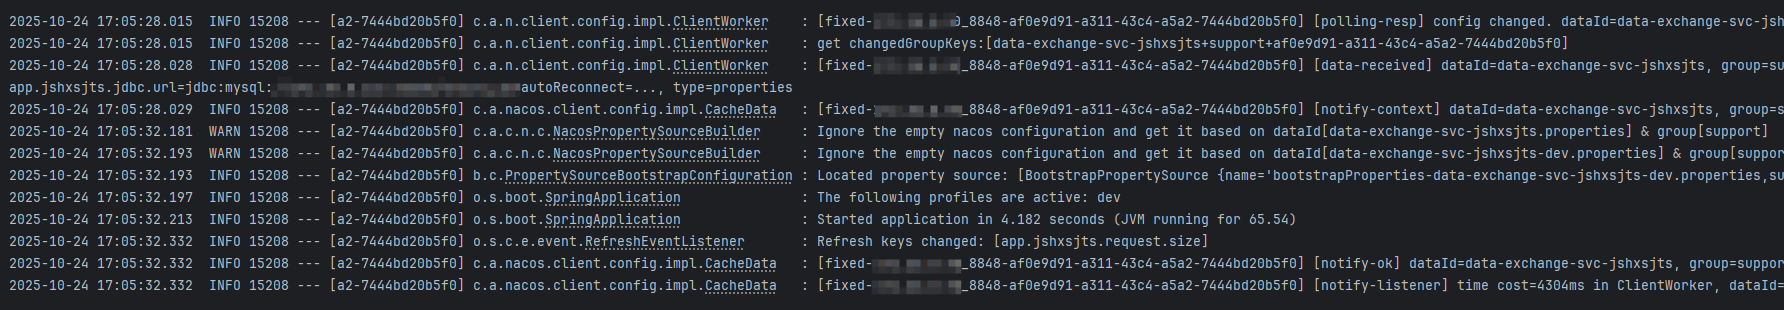 2025-10-24 17:05:28.015  INFO 15208 --- [a2-7444bd20b5f0] c.a.n.client.config.impl.ClientWorker    : [fixed-0_8848-af0e9d91-a311-43c4-a5a2-7444bd20b5f0] [polling-resp] config changed. dataId=data-exchange-svc-jsh
2025-10-24 17:05:28.015  INFO 15208 --- [a2-7444bd20b5f0] c.a.n.client.config.impl.ClientWorker    : get changedGroupKeys:[data-exchange-svc-jshxsjts+support+af0e9d91-a311-43c4-a5a2-7444bd20b5f0]
2025-10-24 17:05:28.028  INFO 15208 --- [a2-7444bd20b5f0] c.a.n.client.config.impl.ClientWorker    : [fixed-_8848-af0e9d91-a311-43c4-a5a2-7444bd20b5f0] [data-received] dataId=data-exchange-svc-jshxsjts, group=su
app.jshxsjts.jdbc.url=jdbc:mysql:autoReconnect=..., type=properties
2025-10-24 17:05:28.029  INFO 15208 --- [a2-7444bd20b5f0] c.a.nacos.client.config.impl.CacheData   : [fixed-_8848-af0e9d91-a311-43c4-a5a2-7444bd20b5f0] [notify-context] dataId=data-exchange-svc-jshxsjts, group=s
2025-10-24 17:05:32.181  WARN 15208 --- [a2-7444bd20b5f0] c.a.c.n.c.NacosPropertySourceBuilder     : Ignore the empty nacos configuration and get it based on dataId[data-exchange-svc-jshxsjts.properties] & group[support]
2025-10-24 17:05:32.193  WARN 15208 --- [a2-7444bd20b5f0] c.a.c.n.c.NacosPropertySourceBuilder     : Ignore the empty nacos configuration and get it based on dataId[data-exchange-svc-jshxsjts-dev.properties] & group[suppor
2025-10-24 17:05:32.193  INFO 15208 --- [a2-7444bd20b5f0] b.c.PropertySourceBootstrapConfiguration : Located property source: [BootstrapPropertySource {name='bootstrapProperties-data-exchange-svc-jshxsjts-dev.properties,su
2025-10-24 17:05:32.197  INFO 15208 --- [a2-7444bd20b5f0] o.s.boot.SpringApplication               : The following profiles are active: dev
2025-10-24 17:05:32.213  INFO 15208 --- [a2-7444bd20b5f0] o.s.boot.SpringApplication               : Started application in 4.182 seconds (JVM running for 65.54)
2025-10-24 17:05:32.332  INFO 15208 --- [a2-7444bd20b5f0] o.s.c.e.event.RefreshEventListener       : Refresh keys changed: [app.jshxsjts.request.size]
2025-10-24 17:05:32.332  INFO 15208 --- [a2-7444bd20b5f0] c.a.nacos.client.config.impl.CacheData   : [fixed-_8848-af0e9d91-a311-43c4-a5a2-7444bd20b5f0] [notify-ok] dataId=data-exchange-svc-jshxsjts, group=suppor
2025-10-24 17:05:32.332  INFO 15208 --- [a2-7444bd20b5f0] c.a.nacos.client.config.impl.CacheData   : [fixed-_8848-af0e9d91-a311-43c4-a5a2-7444bd20b5f0] [notify-listener] time cost=4304ms in ClientWorker, dataId=